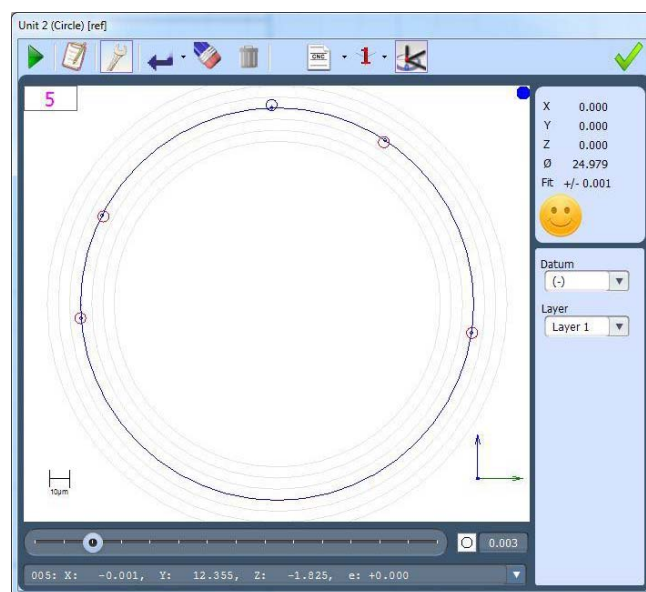 Unit 2 (Circle) [ref]
CNC
1
5
X 0.000
Y 0.000
Z 0.000
Ø 24.979
Fit +/- 0.001
Datum
(-)
Layer
Layer 1
10µm
0.003
005: X: -0.001, Y: 12.355, Z: -1.825, e: +0.000